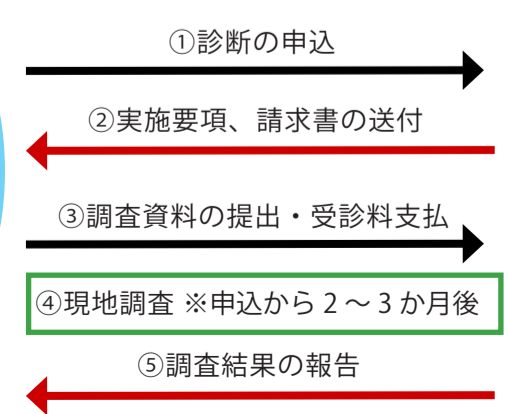 ①診断の申込
②実施要項、請求書の送付
③調査資料の提出・受診料支払
④現地調査 ※申込から 2 ~ 3 か月後
⑤調査結果の報告